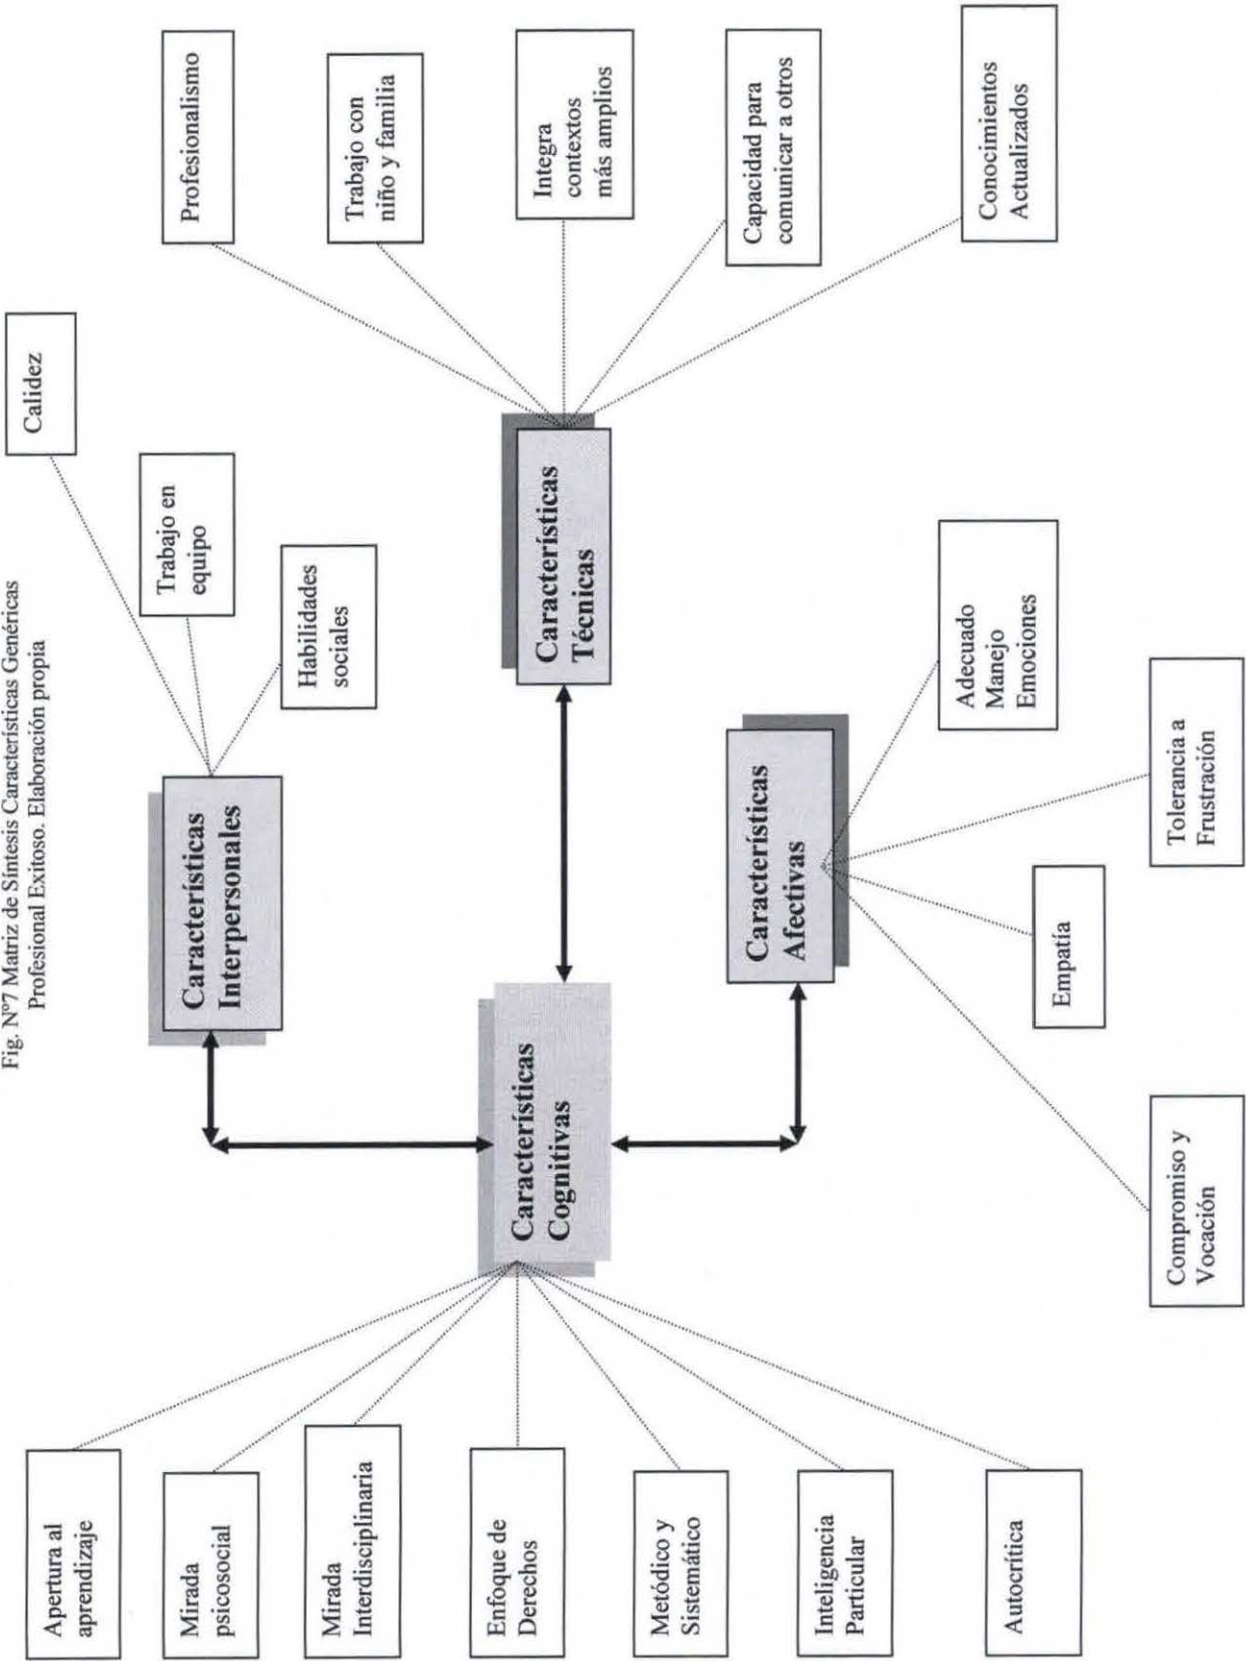 Fig. Nº7 Matriz de Síntesis Características Genéricas
Profesional Exitoso. Elaboración propia
Apertura al
aprendizaje
Mirada
psicosocial
Mirada
Interdisciplinaria
Enfoque de
Derechos
Metódico y
Sistemático
Inteligencia
Particular
Autocrítica
Características
Cognitivas
Características
Interpersonales
Calidez
Trabajo en
equipo
Habilidades
sociales
Características
Técnicas
Profesionalismo
Trabajo con
niño y familia
Integra
contextos
más amplios
Capacidad para
comunicar a otros
Conocimientos
Actualizados
Características
Afectivas
Adecuado
Manejo
Emociones
Tolerancia a
Frustración
Empatía
Compromiso y
Vocación